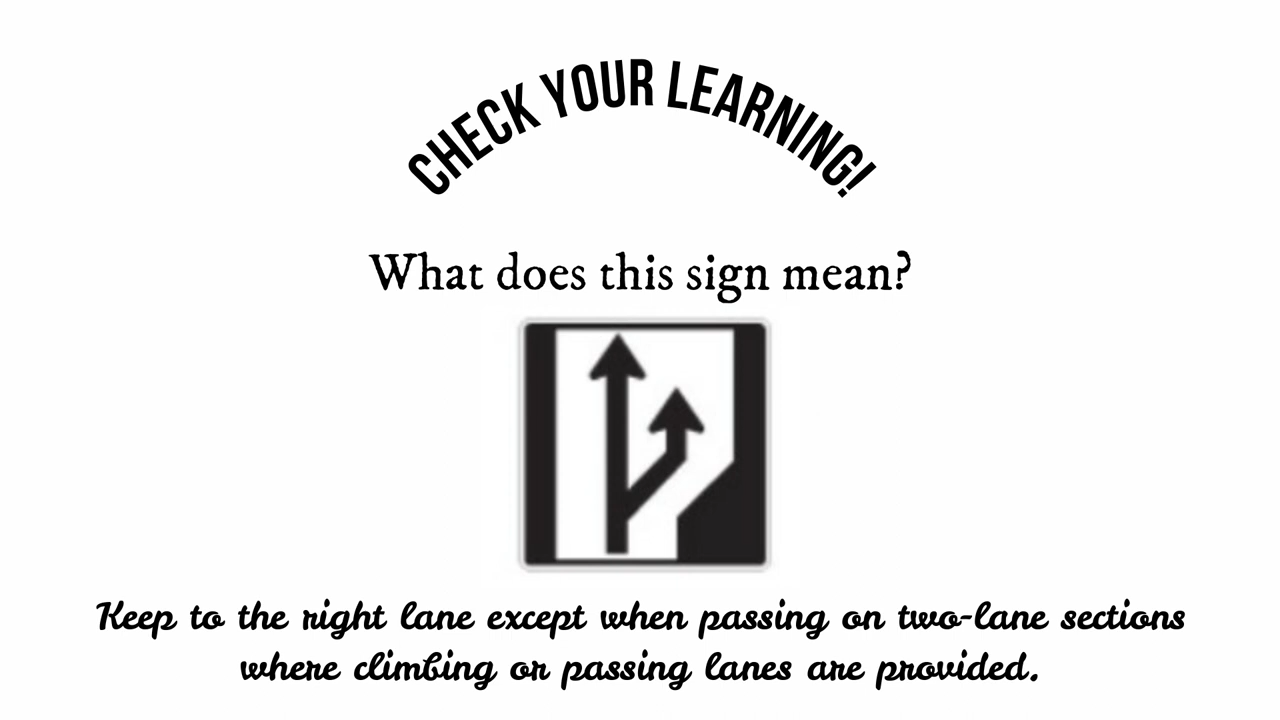 CHECK YOUR LEARNING!
What does this sign mean?
Keep to the right lane except when passing on two-lane sections
where climbing or passing lanes are provided.